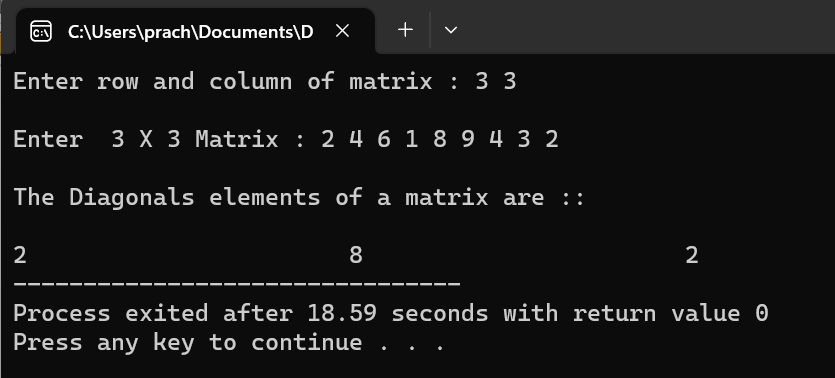 C:\Users\prach\Documents\D
Enter row and column of matrix : 3 3
Enter  3 X 3 Matrix : 2 4 6 1 8 9 4 3 2
The Diagonals elements of a matrix are ::
2                       8                       2
--------------------------------
Process exited after 18.59 seconds with return value 0
Press any key to continue . . .